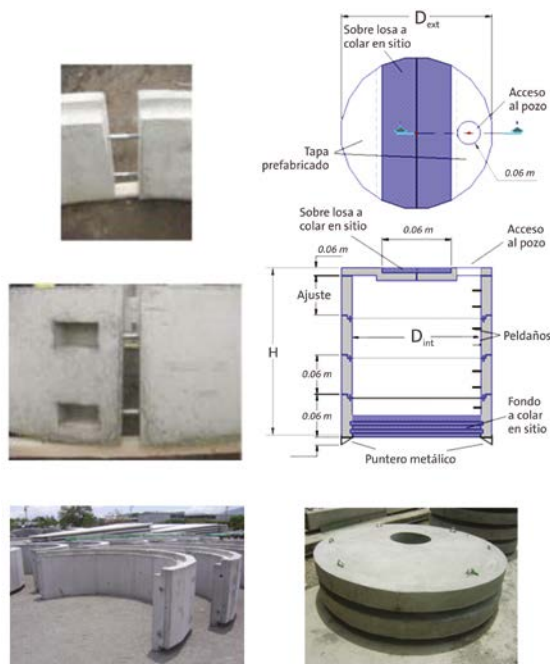 D ext
Sobre losa a
colar en sitio
Acceso
al pozo
Tapa
prefabricado
0.06 m
Sobre losa a
colar en sitio
0.06 m
Acceso
al pozo
0.06 m
Ajuste
H
D int
Peldaños
0.06 m
0.06 m
Fondo
a colar
en sitio
Puntero metálico